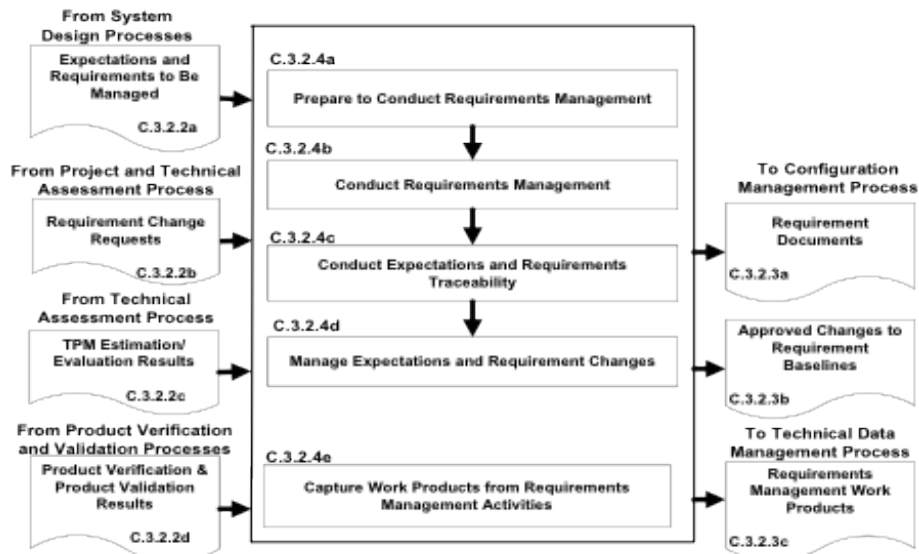 From System
Design Processes
Expectations and
Requirements to Be
Managed
C.3.2.2a
From Project and Technical
Assessment Process
Requirement Change
Requests
C.3.2.2b
From Technical
Assessment Process
TPM Estimation/
Evaluation Results
C.3.2.2c
From Product Verification
and Validation Processes
Product Verification &
Product Validation
Results
C.3.2.2d
C.3.2.4a
Prepare to Conduct Requirements Management
C.3.2.4b
Conduct Requirements Management
C.3.2.4c
Conduct Expectations and Requirements
Traceability
C.3.2.4d
Manage Expectations and Requirement Changes
C.3.2.4e
Capture Work Products from Requirements
Management Activities
To Configuration
Management Process
Requirement
Documents
C.3.2.3a
Approved Changes to
Requirement
Baselines
C.3.2.3b
To Technical Data
Management Process
Requirements
Management Work
Products
C.3.2.3c